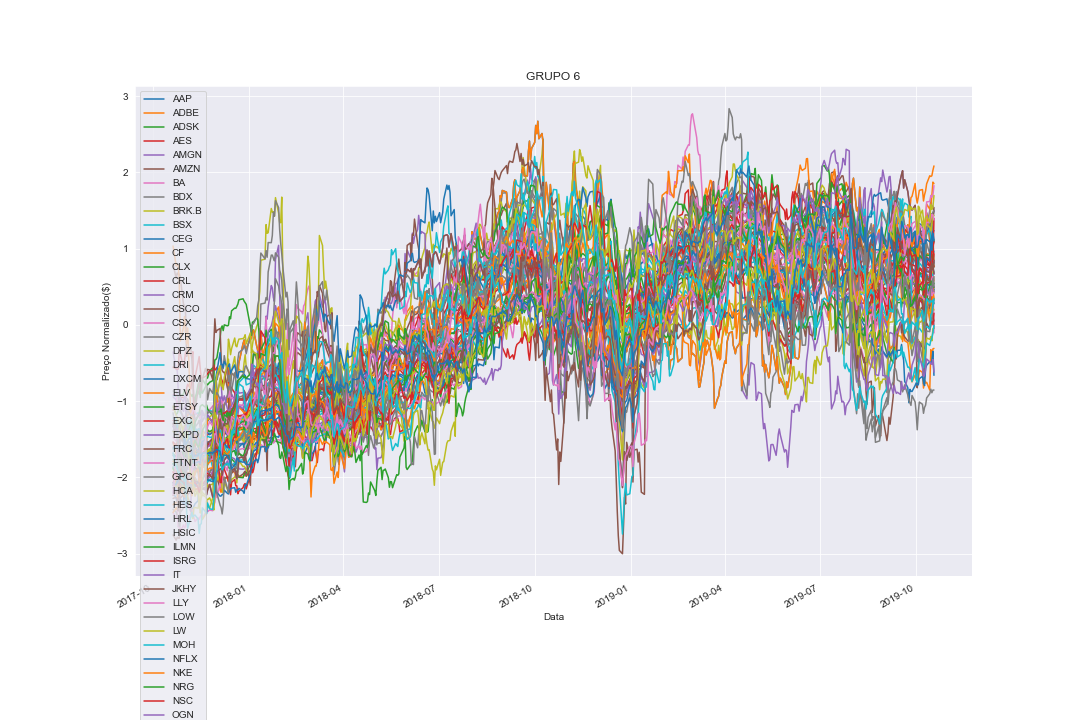 GRUPO 6
Preço Normalizado($)
3
2
1
0
−1
−2
−3
AAP
ADBE
ADSK
AES
AMGN
AMZN
BA
BDX
BRK.B
BSX
CEG
CF
CLX
CRL
CRM
CSCO
CSX
CZR
DPZ
DRI
DXCM
ELV
ETSY
EXC
EXPD
FRC
FTNT
GPC
HCA
HES
HRL
HSIC
ILMN
ISRG
IT
JKHY
LLY
LOW
LW
MOH
NFLX
NKE
NRG
NSC
OGN
2017-10
2018-01
2018-04
2018-07
2018-10
2019-01
2019-04
2019-07
2019-10
Data